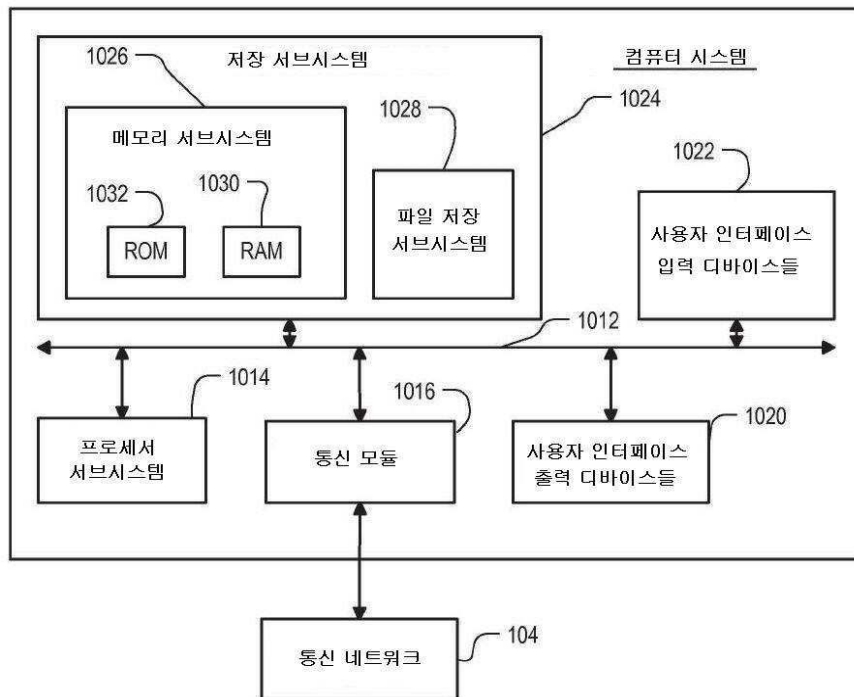 저장 서브시스템
컴퓨터 시스템
1026
1024
1028
메모리 서브시스템
1022
1032
1030
ROM
RAM
파일 저장
서브시스템
사용자 인터페이스
입력 디바이스들
1012
1014
1016
1020
프로세서
서브시스템
통신 모듈
사용자 인터페이스
출력 디바이스들
104
통신 네트워크